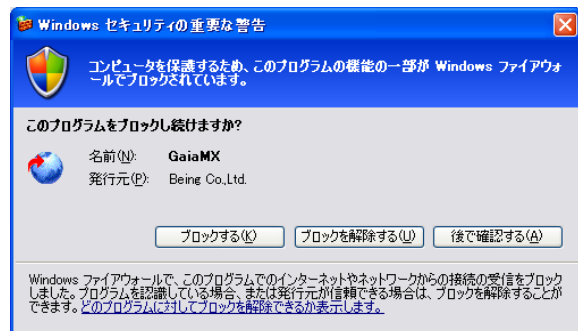 Windows セキュリティの重要な警告
コンピュータを保護するため、このプログラムの機能の一部が Windows ファイアウォ
ールでブロックされています。
このプログラムをブロックし続けますか?
名前(N): GaiaMX
発行元(P): Being Co.,Ltd.
ブロックする(K) ブロックを解除する(U) 後で確認する(A)
Windows ファイアウォールで、このプログラムでのインターネットやネットワークからの接続の受信をブロック
しました。プログラムを認識している場合、または発行元が信頼できる場合は、ブロックを解除することが
できます。どのプログラムに対してブロックを解除できるか表示します。